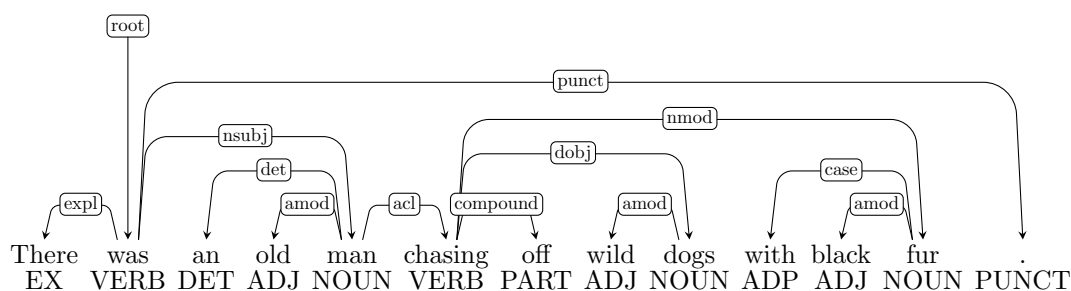 root
punct
nsubj nmod
det dobj case
expl amod acl compound amod amod
There was an old man chasing off wild dogs with black fur .
EX VERB DET ADJ NOUN VERB PART ADJ NOUN ADP ADJ NOUN PUNCT